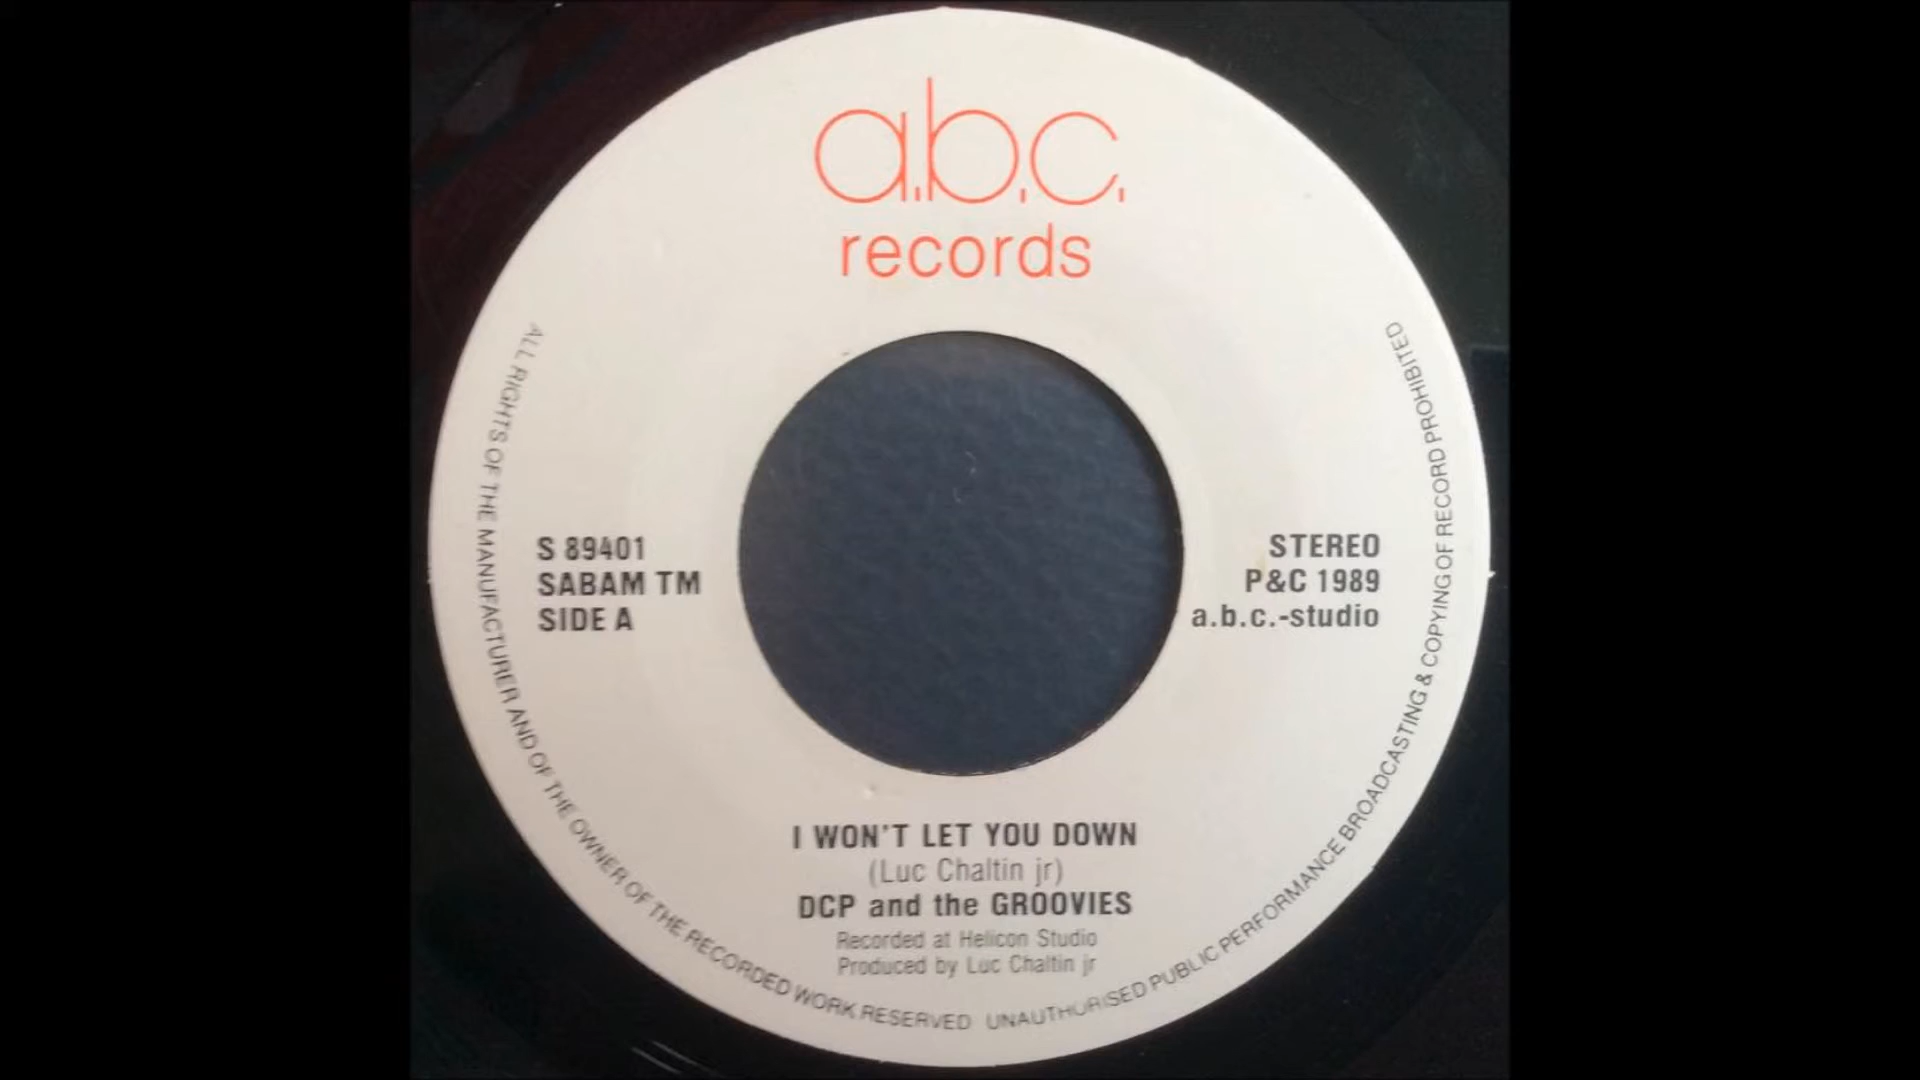 a.b.c.
records
S 89401
SABAM TM
SIDE A
STEREO
P&C 1989
a.b.c.-studio
I WON'T LET YOU DOWN
(Luc Chaltin jr)
DCP and the GROOVIES
Recorded at Helicon Studio
Produced by Luc Chaltin jr
ALL RIGHTS OF THE MANUFACTURER AND OF THE OWNER OF THE RECORDED WORK RESERVED UNAUTHORISED PUBLIC PERFORMANCE BROADCASTING & COPYING OF RECORD PROHIBITED